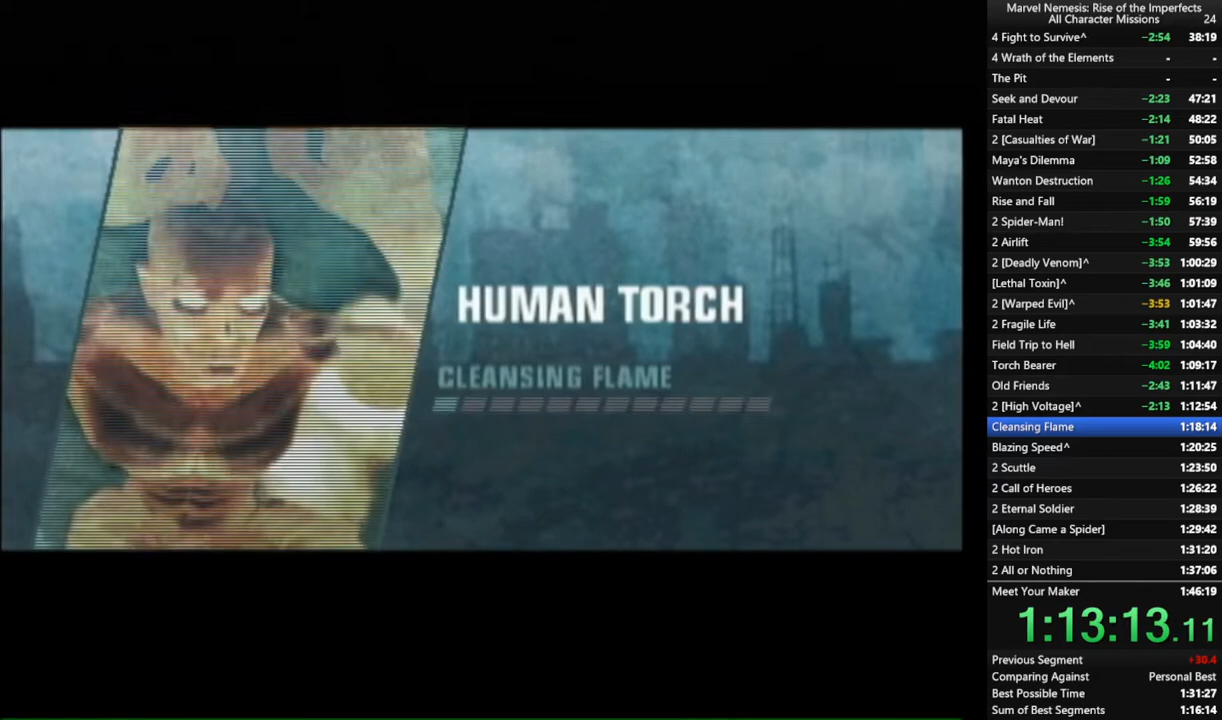 HUMAN TORCH
CLEANSING FLAME
Marvel Nemesis: Rise of the Imperfects
All Character Missions 24
4 Fight to Survive^ −2:54 38:19
4 Wrath of the Elements - -
The Pit - -
Seek and Devour −2:23 47:21
Fatal Heat −2:14 48:22
2 [Casualties of War] −1:21 50:05
Maya's Dilemma −1:09 52:58
Wanton Destruction −1:26 54:34
Rise and Fall −1:59 56:19
2 Spider-Man! −1:50 57:39
2 Airlift −3:54 59:56
2 [Deadly Venom]^ −3:53 1:00:29
[Lethal Toxin]^ −3:46 1:01:09
2 [Warped Evil]^ −3:53 1:01:47
2 Fragile Life −3:41 1:03:32
Field Trip to Hell −3:59 1:04:40
Torch Bearer −4:02 1:09:17
Old Friends −2:43 1:11:47
2 [High Voltage]^ −2:13 1:12:54
Cleansing Flame 1:18:14
Blazing Speed^ 1:20:25
2 Scuttle 1:23:50
2 Call of Heroes 1:26:22
2 Eternal Soldier 1:28:39
[Along Came a Spider] 1:29:42
2 Hot Iron 1:31:20
2 All or Nothing 1:37:06
Meet Your Maker 1:46:19
1:13:13.11
Previous Segment +30.4
Comparing Against Personal Best
Best Possible Time 1:31:27
Sum of Best Segments 1:16:14